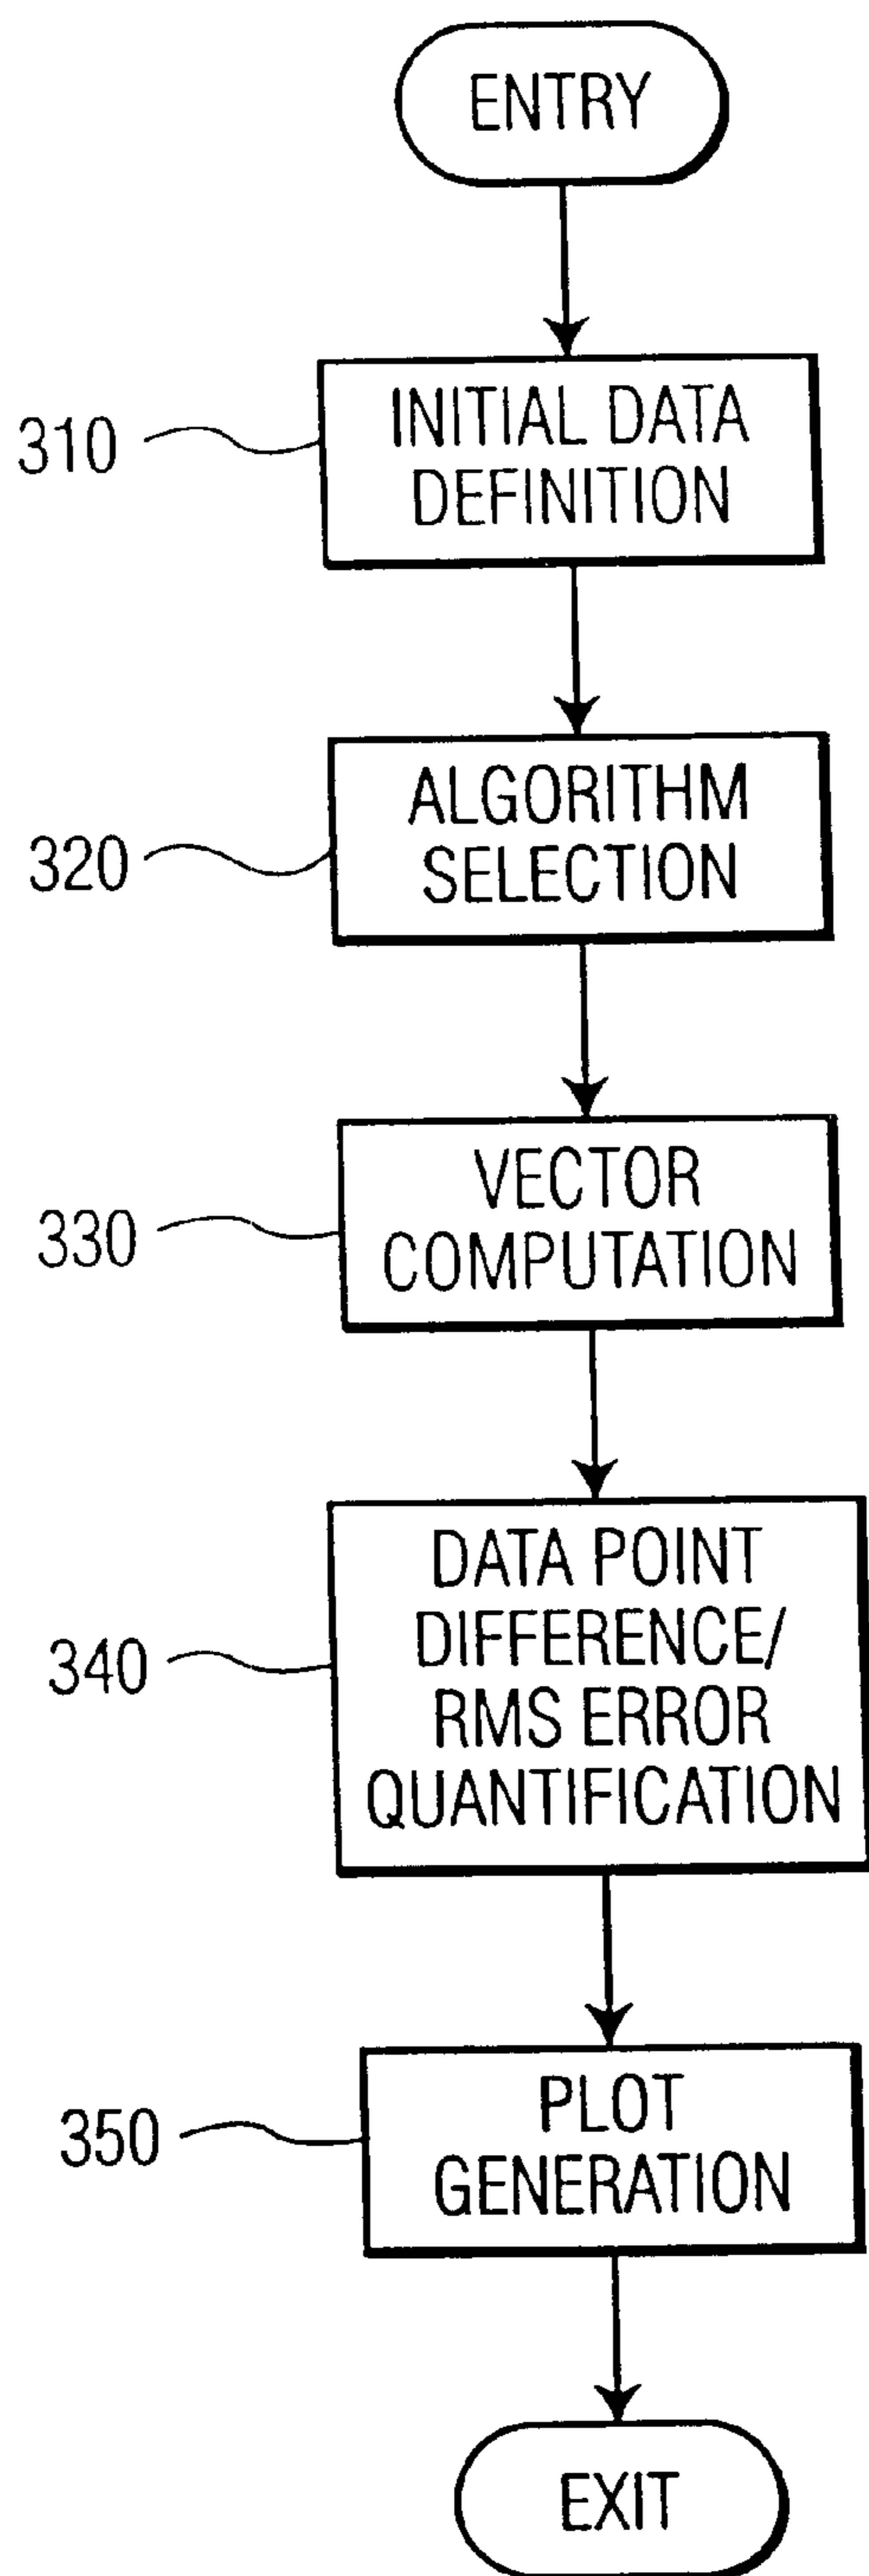 ENTRY
310
INITIAL DATA
DEFINITION
320
ALGORITHM
SELECTION
330
VECTOR
COMPUTATION
340
DATA POINT
DIFFERENCE/
RMS ERROR
QUANTIFICATION
350
PLOT
GENERATION
EXIT